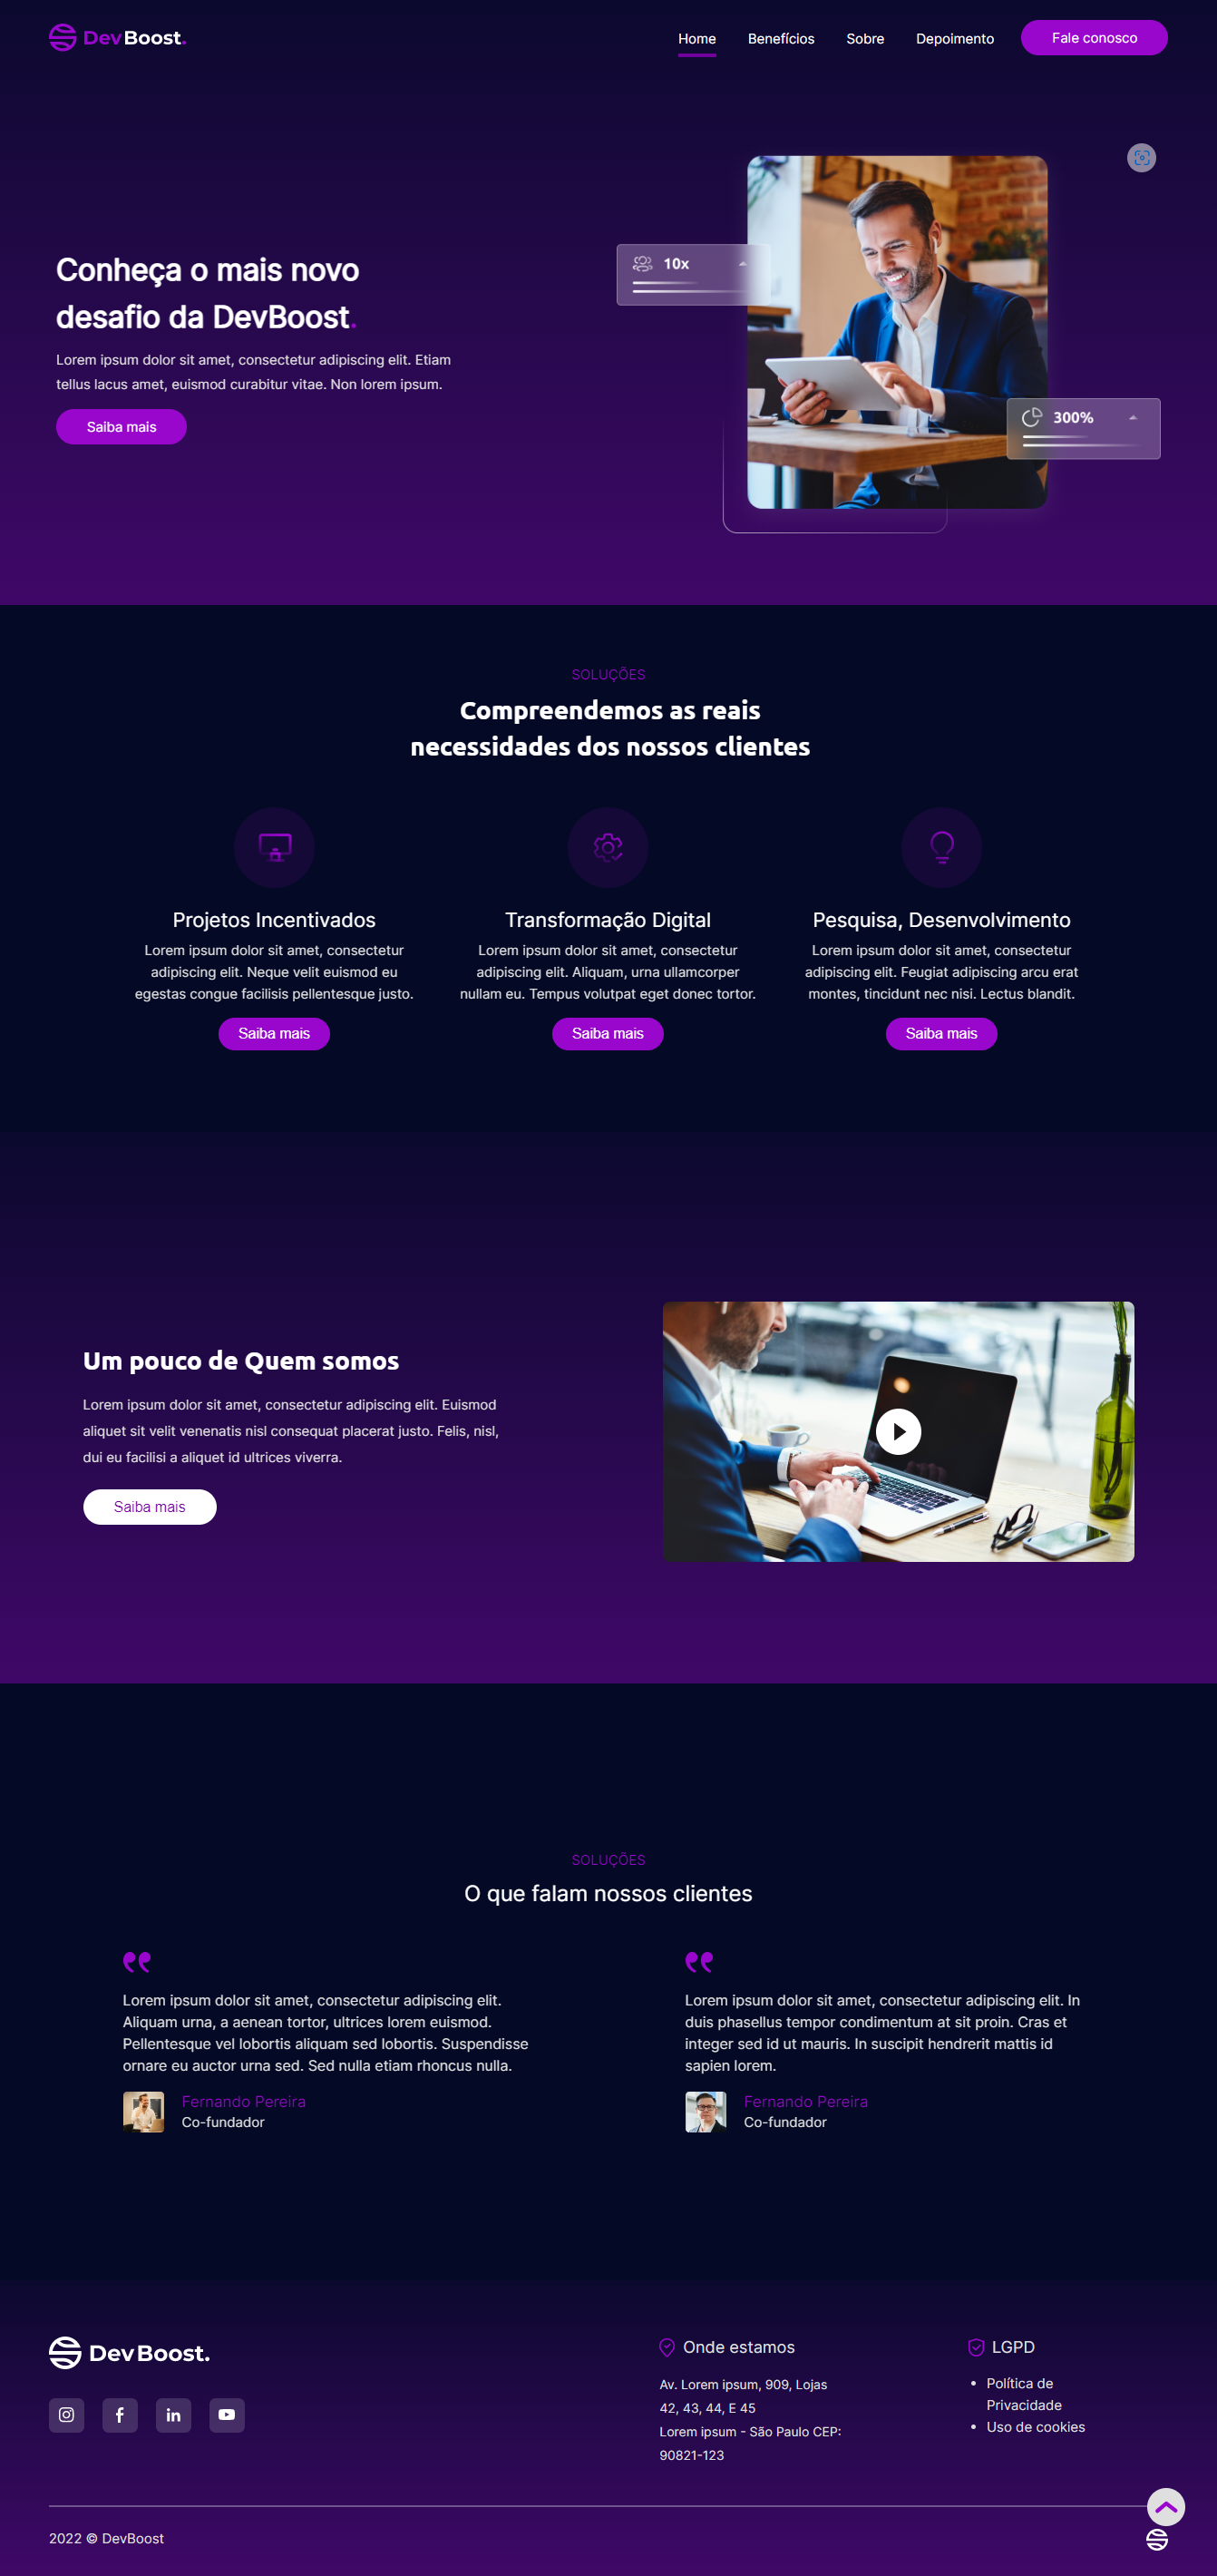 DevBoost.
Home
Benefícios
Sobre
Depoimento
Fale conosco
10x
Conheça o mais novo
desafio da DevBoost.
Lorem ipsum dolor sit amet, consectetur adipiscing elit. Etiam
tellus lacus amet, euismod curabitur vitae. Non lorem ipsum.
Saiba mais
300%
SOLUÇÕES
Compreendemos as reais
necessidades dos nossos clientes
Projetos Incentivados
Lorem ipsum dolor sit amet, consectetur
adipiscing elit. Neque velit euismod eu
egestas congue facilisis pellentesque justo.
Saiba mais
Transformação Digital
Lorem ipsum dolor sit amet, consectetur
adipiscing elit. Aliquam, urna ullamcorper
nullam eu. Tempus volutpat eget donec tortor.
Saiba mais
Pesquisa, Desenvolvimento
Lorem ipsum dolor sit amet, consectetur
adipiscing elit. Feugiat adipiscing arcu erat
montes, tincidunt nec nisi. Lectus blandit.
Saiba mais
Um pouco de Quem somos
Lorem ipsum dolor sit amet, consectetur adipiscing elit. Euismod
aliquet sit velit venenatis nisl consequat placerat justo. Felis, nisl,
dui eu facilisi a aliquet id ultrices viverra.
Saiba mais
SOLUÇÕES
O que falam nossos clientes
Lorem ipsum dolor sit amet, consectetur adipiscing elit.
Aliquam urna, a aenean tortor, ultrices lorem euismod.
Pellentesque vel lobortis aliquam sed lobortis. Suspendisse
ornare eu auctor urna sed. Sed nulla etiam rhoncus nulla.
Fernando Pereira
Co-fundador
Lorem ipsum dolor sit amet, consectetur adipiscing elit. In
duis phasellus tempor condimentum at sit proin. Cras et
integer sed id ut mauris. In suscipit hendrerit mattis id
sapien lorem.
Fernando Pereira
Co-fundador
DevBoost.
Onde estamos
Av. Lorem ipsum, 909, Lojas
42, 43, 44, E 45
Lorem ipsum - São Paulo CEP:
90821-123
LGPD
• Política de
Privacidade
• Uso de cookies
2022 © DevBoost